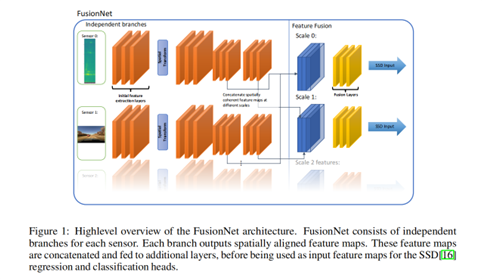 FusionNet
Independent branches
Feature Fusion
Sensor 0:
Scale 0:
Spatial Transform
SSD Input
Initial feature
extraction layers
Concatenate spatially
coherent feature maps at
different scales
Fusion Layers
Scale 1:
Sensor 1:
Spatial Transform
SSD Input
Scale 2 features:
Figure 1: Highlevel overview of the FusionNet architecture. FusionNet consists of independent
branches for each sensor. Each branch outputs spatially aligned feature maps. These feature maps
are concatenated and fed to additional layers, before being used as input feature maps for the SSD[16]
regression and classification heads.